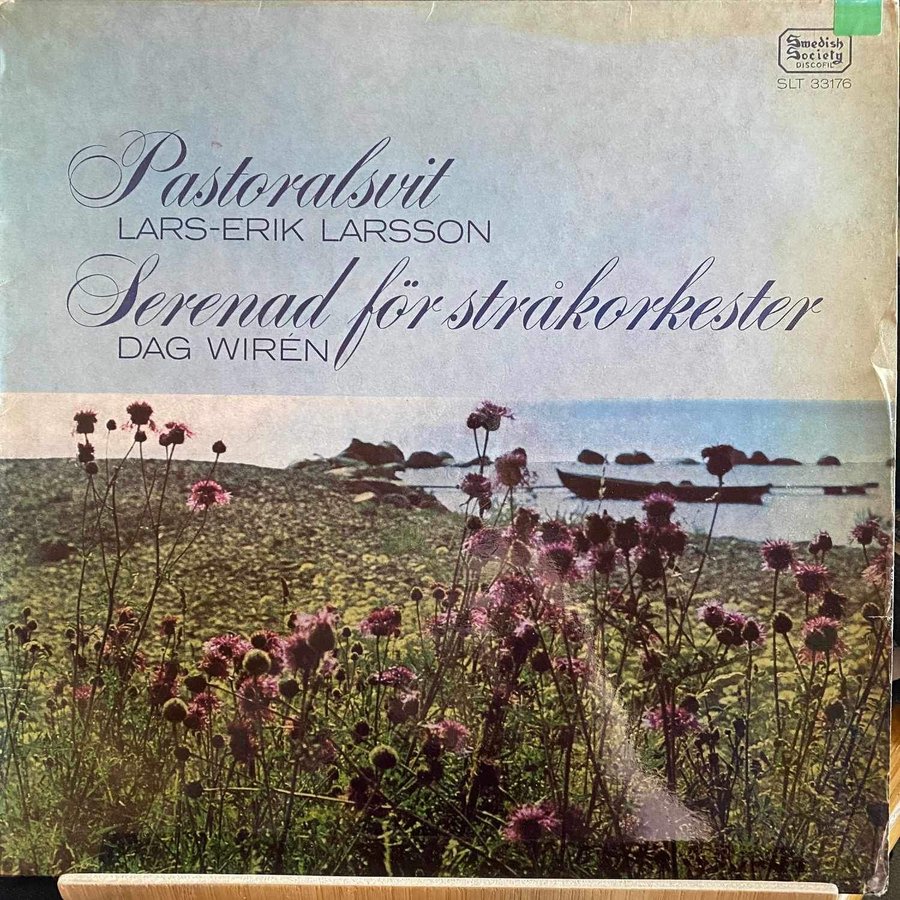 Swedish
Society
DISCOFIL
SLT 33176
Pastoralsvit
LARS-ERIK LARSSON
Serenad för stråkorkester
DAG WIRÉN